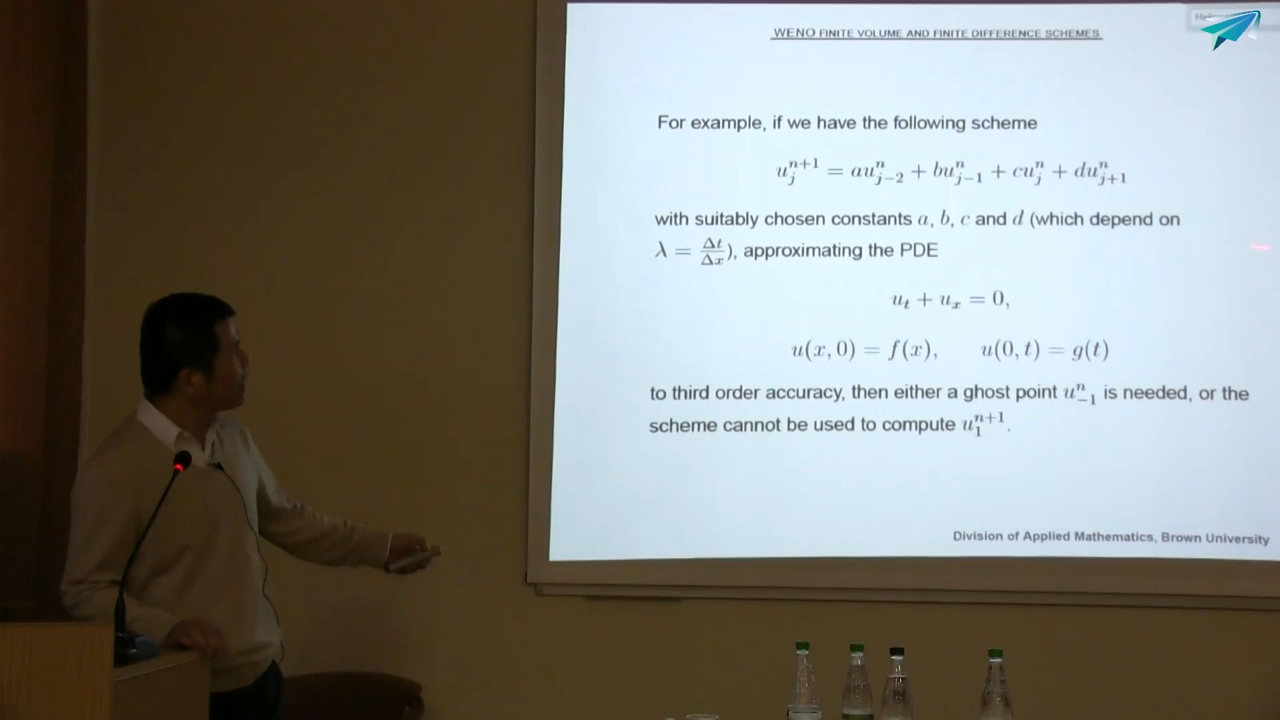 WENO FINITE VOLUME AND FINITE DIFFERENCE SCHEMES
For example, if we have the following scheme
u_j^{n+1} = au_{j-2}^n + bu_{j-1}^n + cu_j^n + du_{j+1}^n
with suitably chosen constants a, b, c and d (which depend on
λ = Δt/Δx), approximating the PDE
u_t + u_x = 0,
u(x, 0) = f(x), u(0, t) = g(t)
to third order accuracy, then either a ghost point u_{-1}^n is needed, or the
scheme cannot be used to compute u_1^{n+1}.
Division of Applied Mathematics, Brown University